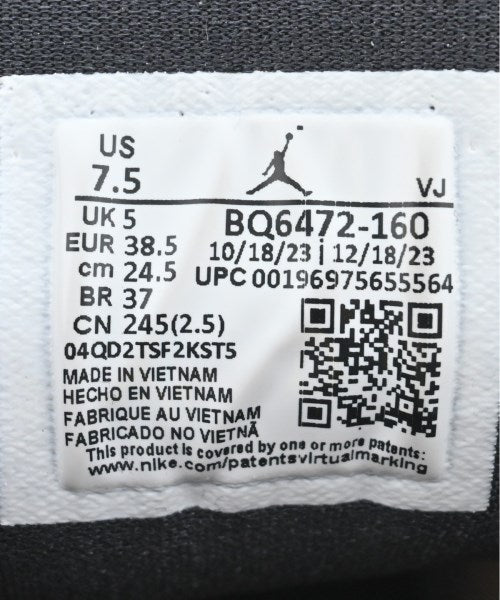 US
7.5
VJ
UK 5
EUR 38.5
cm 24.5
BR 37
CN 245(2.5)
BQ6472-160
10/18/23 | 12/18/23
UPC 00196975655564
04QD2TSF2KST5
MADE IN VIETNAM
HECHO EN VIETNAM
FABRIQUE AU VIETNAM
FABRICADO NO VIETNÃ
This product is covered by one or more patents:
www.nike.com/patentsvirtualmarking